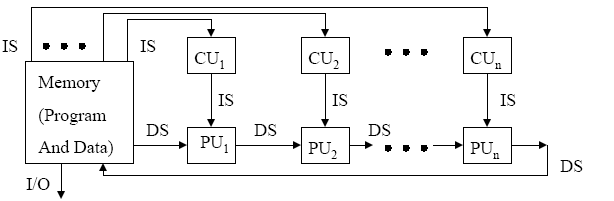 IS
IS
CU1
CU2
CUn
Memory
(Program
And Data)
IS
IS
IS
DS
PU1
DS
PU2
DS
PUn
DS
I/O